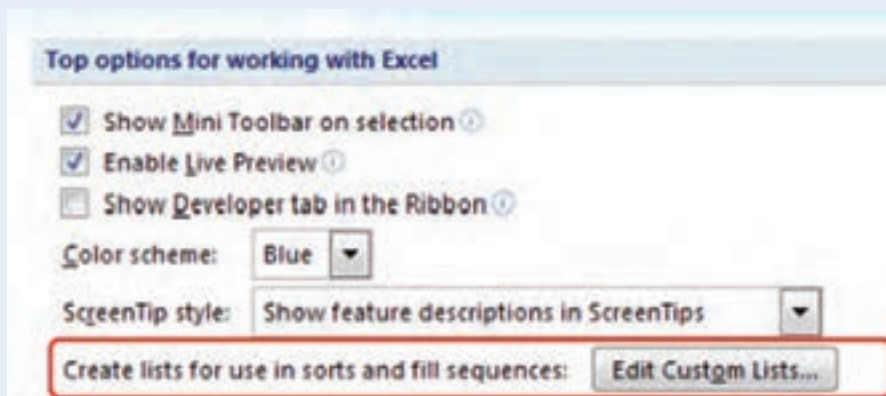 Top options for working with Excel
Show Mini Toolbar on selection
Enable Live Preview
Show Developer tab in the Ribbon
Color scheme: Blue
ScreenTip style: Show feature descriptions in ScreenTips
Create lists for use in sorts and fill sequences: Edit Custom Lists...